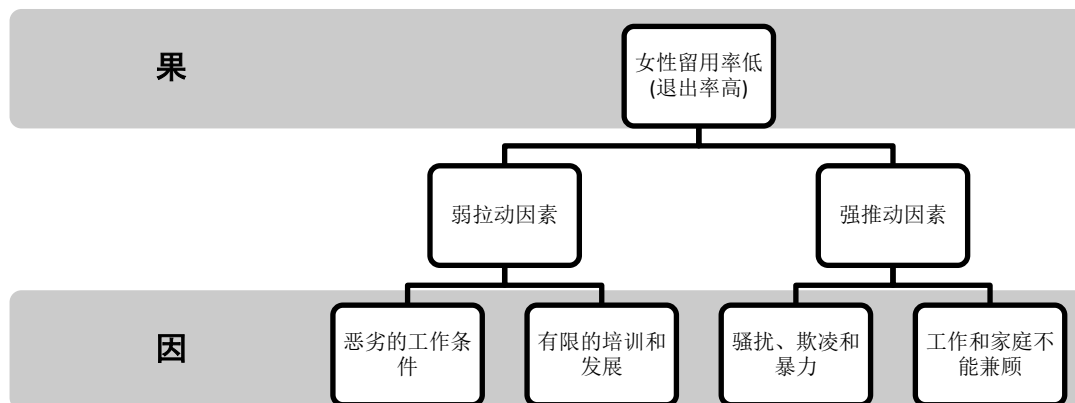 果
女性留用率低
(退出率高)
弱拉动因素
强推动因素
因
恶劣的工作条
件
有限的培训和
发展
骚扰、欺凌和
暴力
工作和家庭不
能兼顾